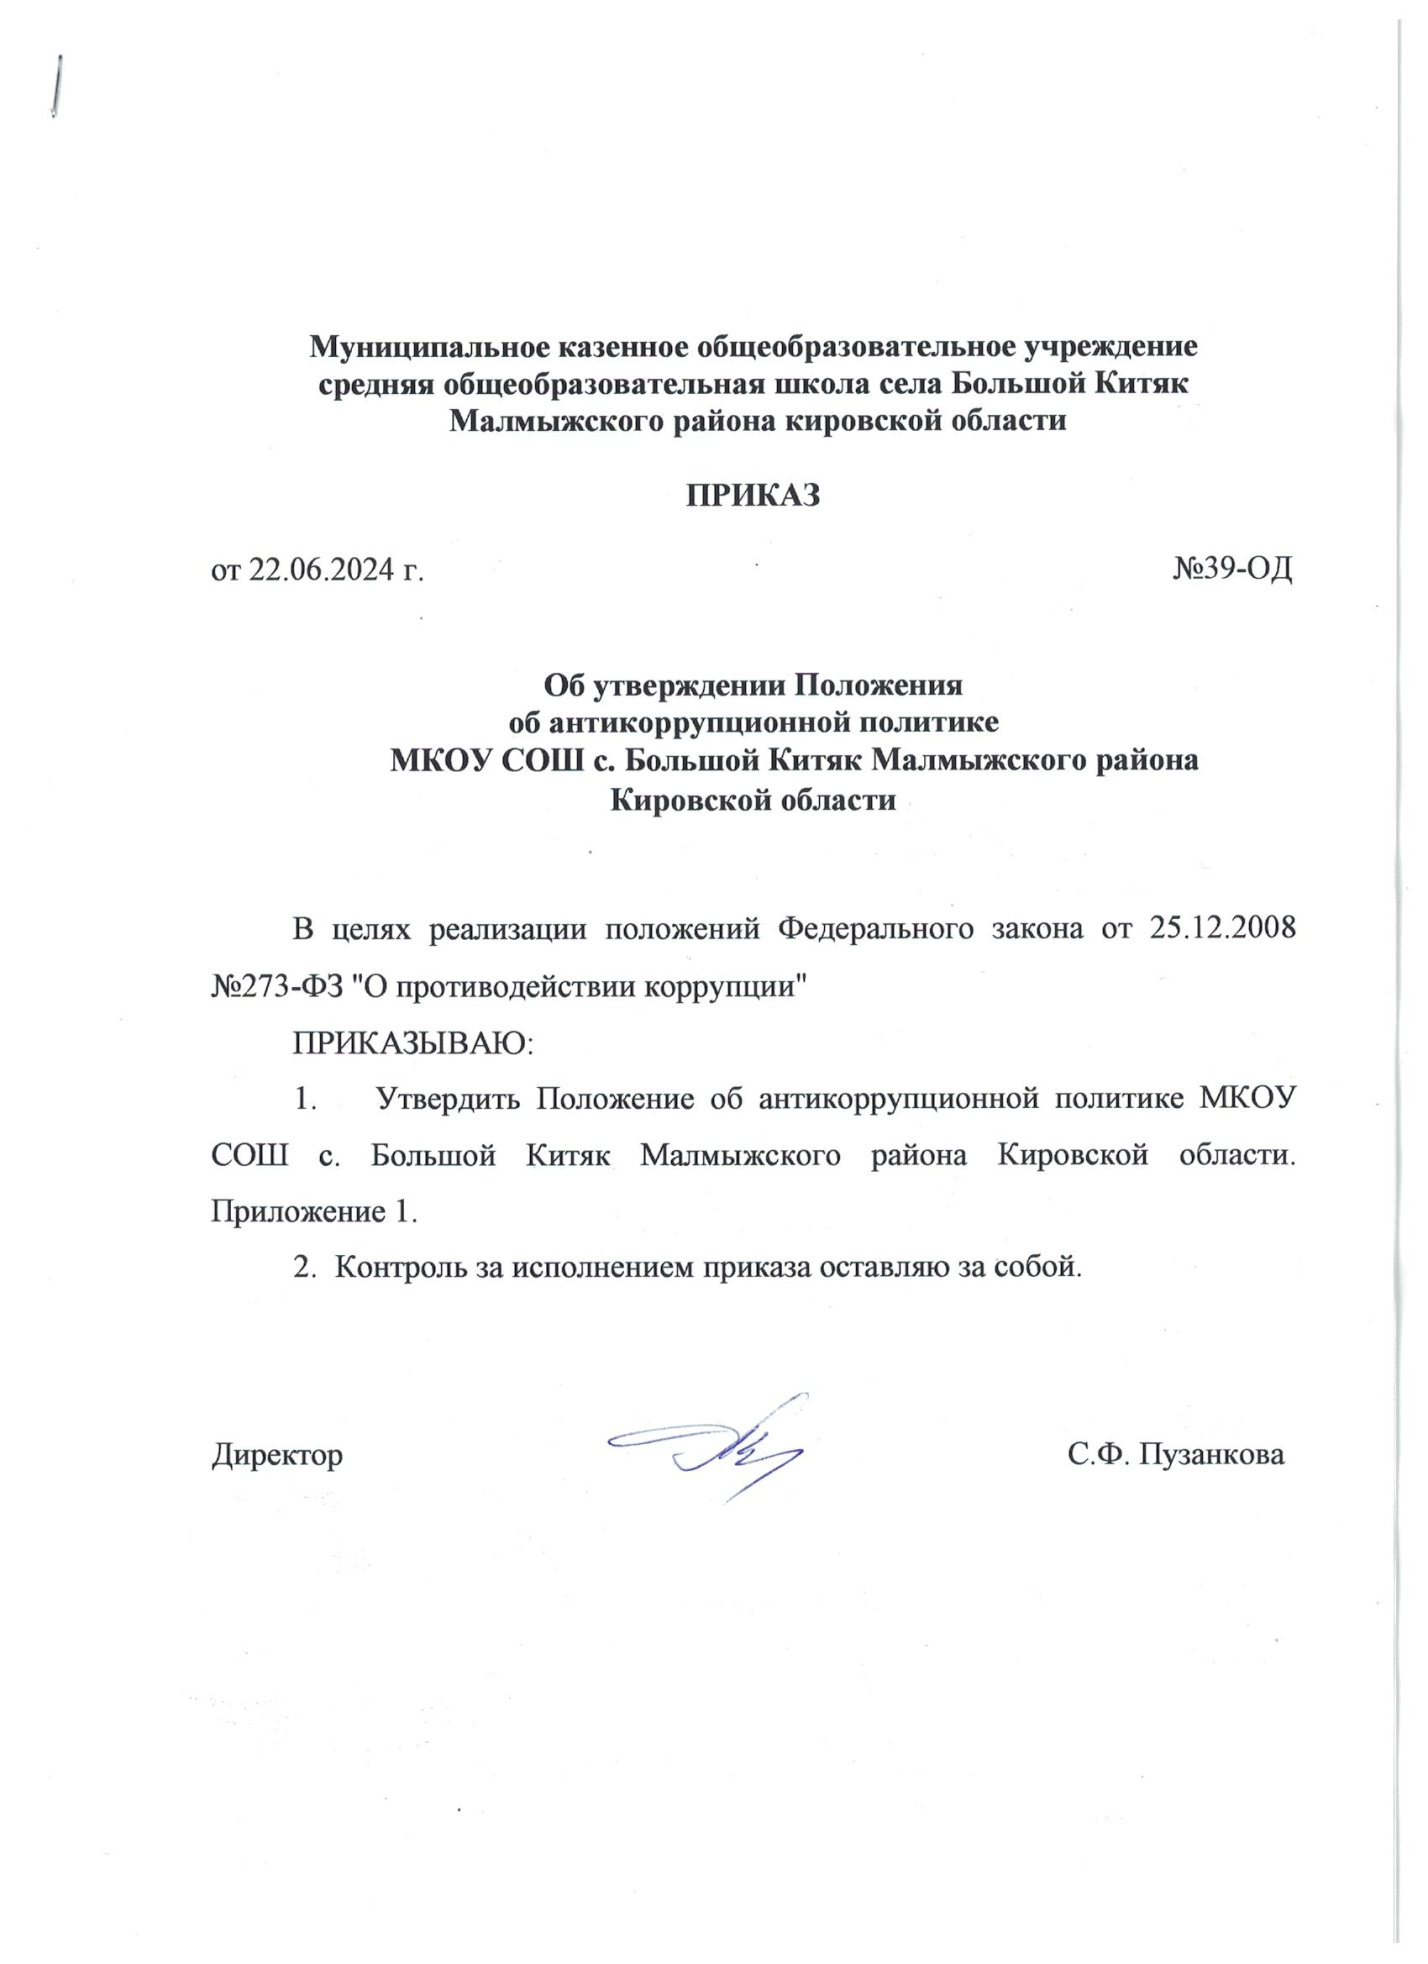 Муниципальное казенное общеобразовательное учреждение
средняя общеобразовательная школа села Большой Китяк
Малмыжского района кировской области
ПРИКАЗ
от 22.06.2024 г. №39-ОД
Об утверждении Положения
об антикоррупционной политике
МКОУ СОШ с. Большой Китяк Малмыжского района
Кировской области
В целях реализации положений Федерального закона от 25.12.2008
№273-ФЗ "О противодействии коррупции"
ПРИКАЗЫВАЮ:
1. Утвердить Положение об антикоррупционной политике МКОУ
СОШ с. Большой Китяк Малмыжского района Кировской области.
Приложение 1.
2. Контроль за исполнением приказа оставляю за собой.
Директор С.Ф. Пузанкова